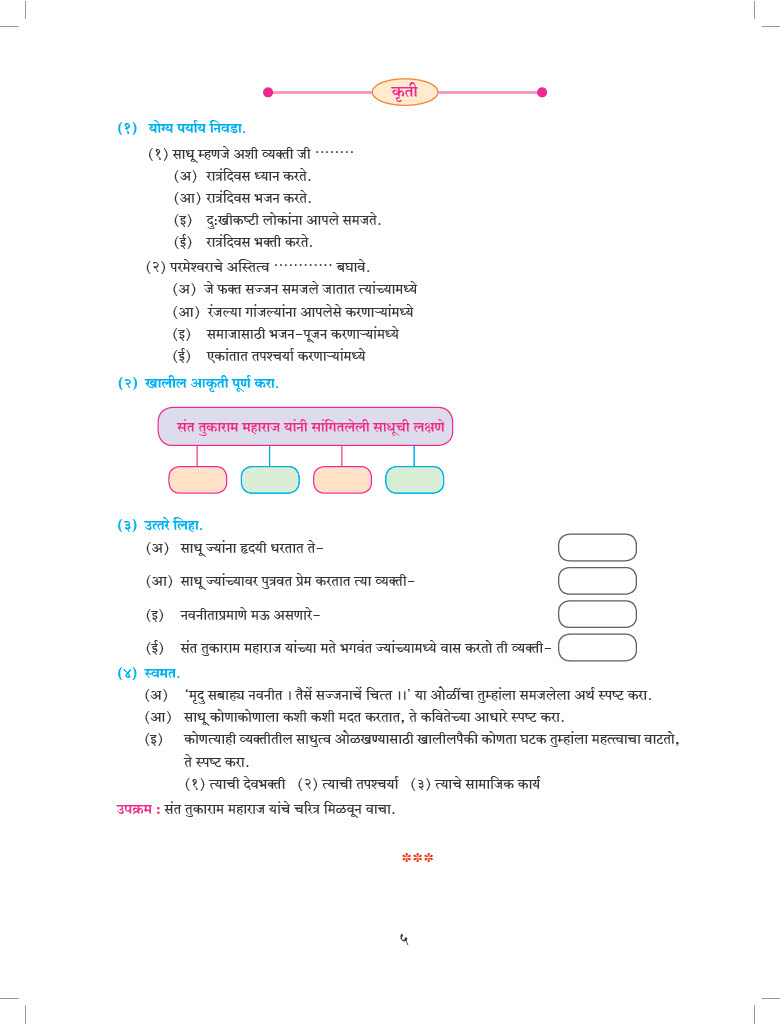 कृती
(१) योग्य पर्याय निवडा.
(१) साधू म्हणजे अशी व्यक्ती जी ········
(अ) रात्रंदिवस ध्यान करते.
(आ) रात्रंदिवस भजन करते.
(इ) दु:खीकष्टी लोकांना आपले समजते.
(ई) रात्रंदिवस भक्ती करते.
(२) परमेश्वराचे अस्तित्व ············ बघावे.
(अ) जे फक्त सज्जन समजले जातात त्यांच्यामध्ये
(आ) रंजल्या गांजल्यांना आपलेसे करणाऱ्यांमध्ये
(इ) समाजासाठी भजन-पूजन करणाऱ्यांमध्ये
(ई) एकांतात तपश्चर्या करणाऱ्यांमध्ये
(२) खालील आकृती पूर्ण करा.
संत तुकाराम महाराज यांनी सांगितलेली साधूची लक्षणे
(३) उत्तरे लिहा.
(अ) साधू ज्यांना हृदयी धरतात ते-
(आ) साधू ज्यांच्यावर पुत्रवत प्रेम करतात त्या व्यक्ती-
(इ) नवनीताप्रमाणे मऊ असणारे-
(ई) संत तुकाराम महाराज यांच्या मते भगवंत ज्यांच्यामध्ये वास करतो ती व्यक्ती-
(४) स्वमत.
(अ) ‘मृदु सबाह्य नवनीत । तैसें सज्जनाचें चित्त ।।’ या ओळींचा तुम्हांला समजलेला अर्थ स्पष्ट करा.
(आ) साधू कोणाकोणाला कशी कशी मदत करतात, ते कवितेच्या आधारे स्पष्ट करा.
(इ) कोणत्याही व्यक्तीतील साधुत्व ओळखण्यासाठी खालीलपैकी कोणता घटक तुम्हांला महत्त्वाचा वाटतो,
ते स्पष्ट करा.
(१) त्याची देवभक्ती (२) त्याची तपश्चर्या (३) त्याचे सामाजिक कार्य
उपक्रम : संत तुकाराम महाराज यांचे चरित्र मिळवून वाचा.
***
५